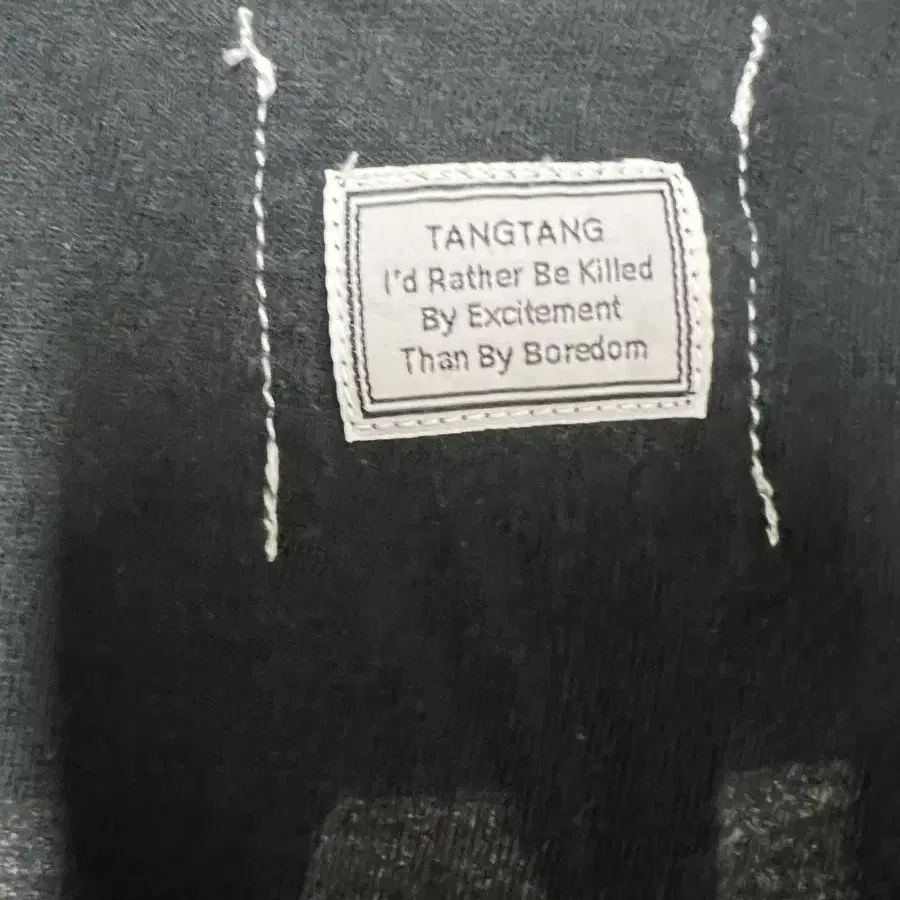 TANGTANG
I'd Rather Be Killed
By Excitement
Than By Boredom